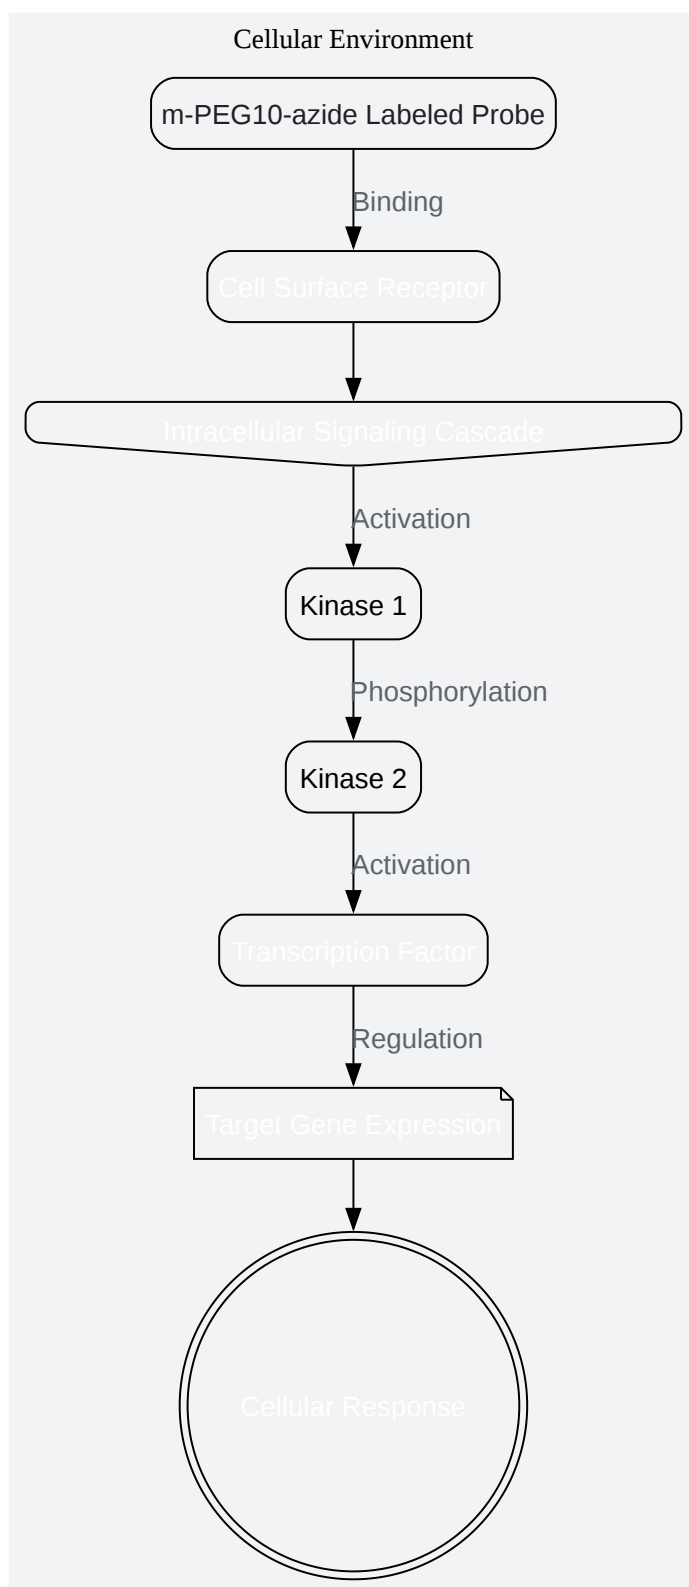 Cellular Environment
m-PEG10-azide Labeled Probe
Binding
Cell Surface Receptor
Intracellular Signaling Cascade
Activation
Kinase 1
Phosphorylation
Kinase 2
Activation
Transcription Factor
Regulation
Target Gene Expression
Cellular Response